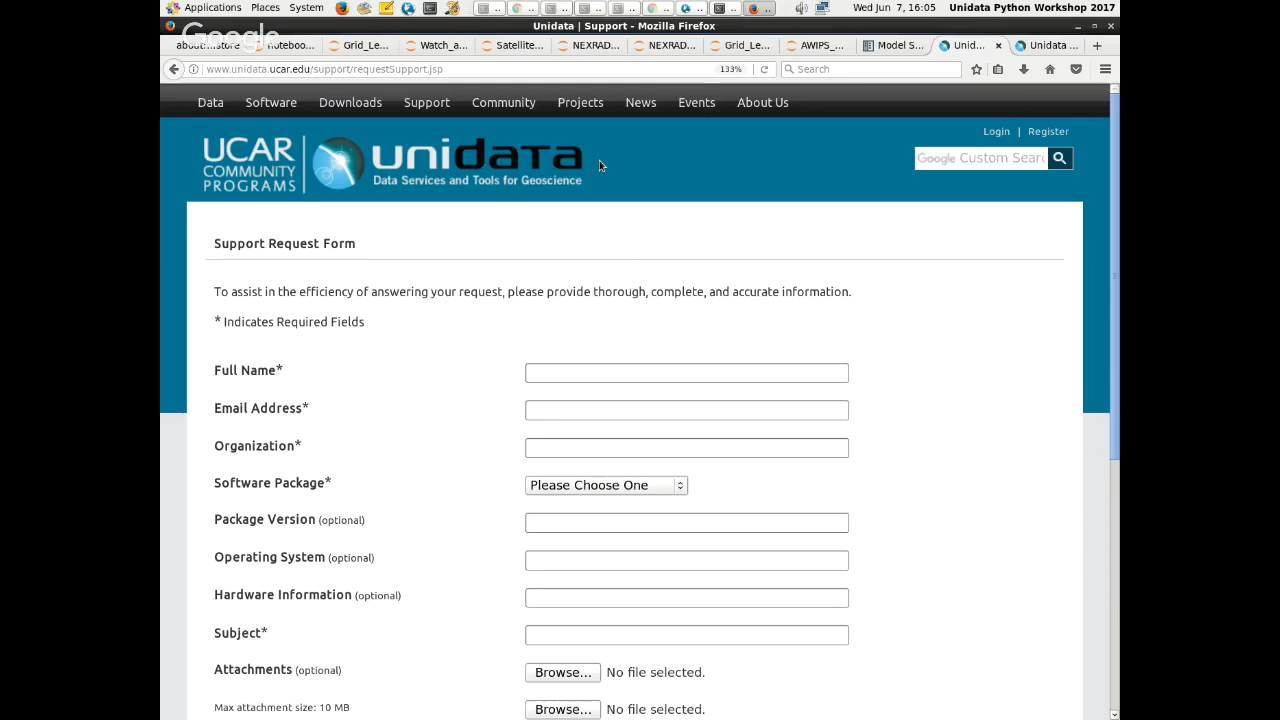 Applications Places System
Wed Jun 7, 16:05
Unidata Python Workshop 2017
Unidata | Support - Mozilla Firefox
Google
Grid_Le...
Watch_a...
Satellite...
NEXRAD...
NEXRAD...
Grid_Le...
AWIPS_...
Model S...
Unid...
Unidata ...
www.unidata.ucar.edu/support/requestSupport.jsp
133%
Search
Data Software Downloads Support Community Projects News Events About Us
Login | Register
UCAR
COMMUNITY
PROGRAMS
unidata
Data Services and Tools for Geoscience
Google Custom Sear
Support Request Form
To assist in the efficiency of answering your request, please provide thorough, complete, and accurate information.
* Indicates Required Fields
Full Name*
Email Address*
Organization*
Software Package*
Please Choose One
Package Version (optional)
Operating System (optional)
Hardware Information (optional)
Subject*
Attachments (optional)
Browse... No file selected.
Max attachment size: 10 MB
Browse... No file selected.